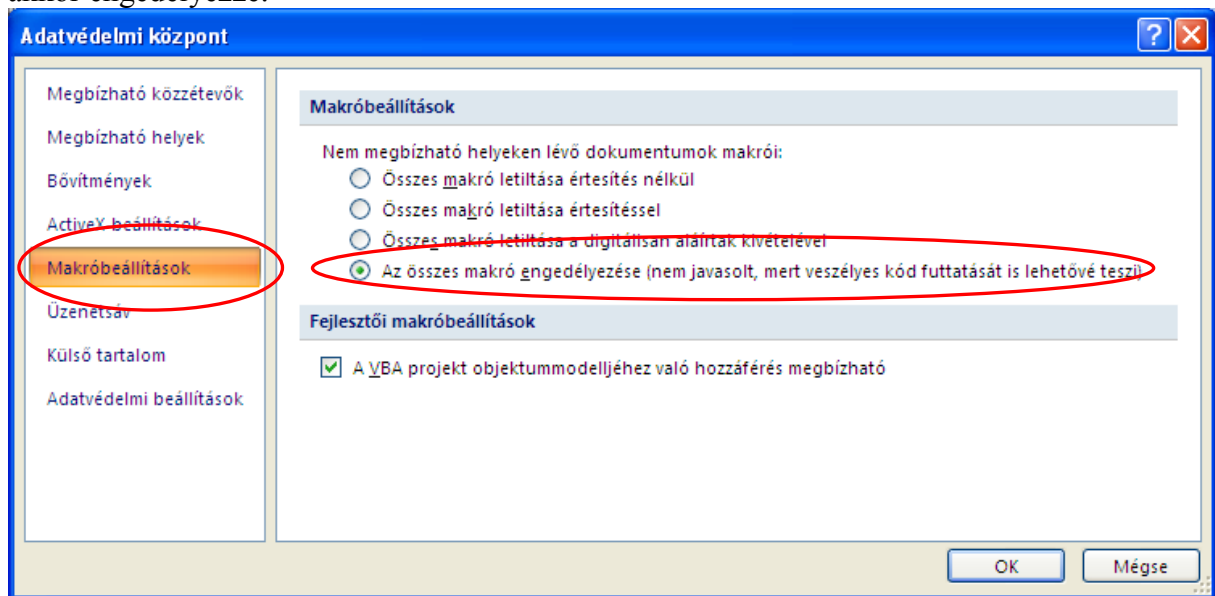 akkor engedélyezze.
Adatvédelmi központ
Megbízható közzétevők
Megbízható helyek
Bővítmények
ActiveX-beállítások
Makróbeállítások
Üzenetsáv
Külső tartalom
Adatvédelmi beállítások
Makróbeállítások
Nem megbízható helyeken lévő dokumentumok makrói:
Összes makró letiltása értesítés nélkül
Összes makró letiltása értesítéssel
Összes makró letiltása a digitálisan aláírtak kivételével
Az összes makró engedélyezése (nem javasolt, mert veszélyes kód futtatását is lehetővé teszi)
Fejlesztői makróbeállítások
A VBA projekt objektummodelljéhez való hozzáférés megbízható
OK
Mégse